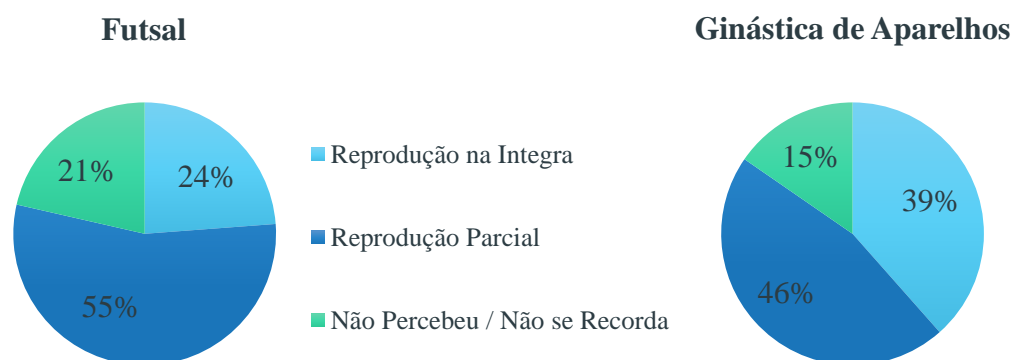 Futsal
Ginástica de Aparelhos
21%
24%
55%
Reprodução na Integra
Reprodução Parcial
Não Percebeu / Não se Recorda
15%
39%
46%